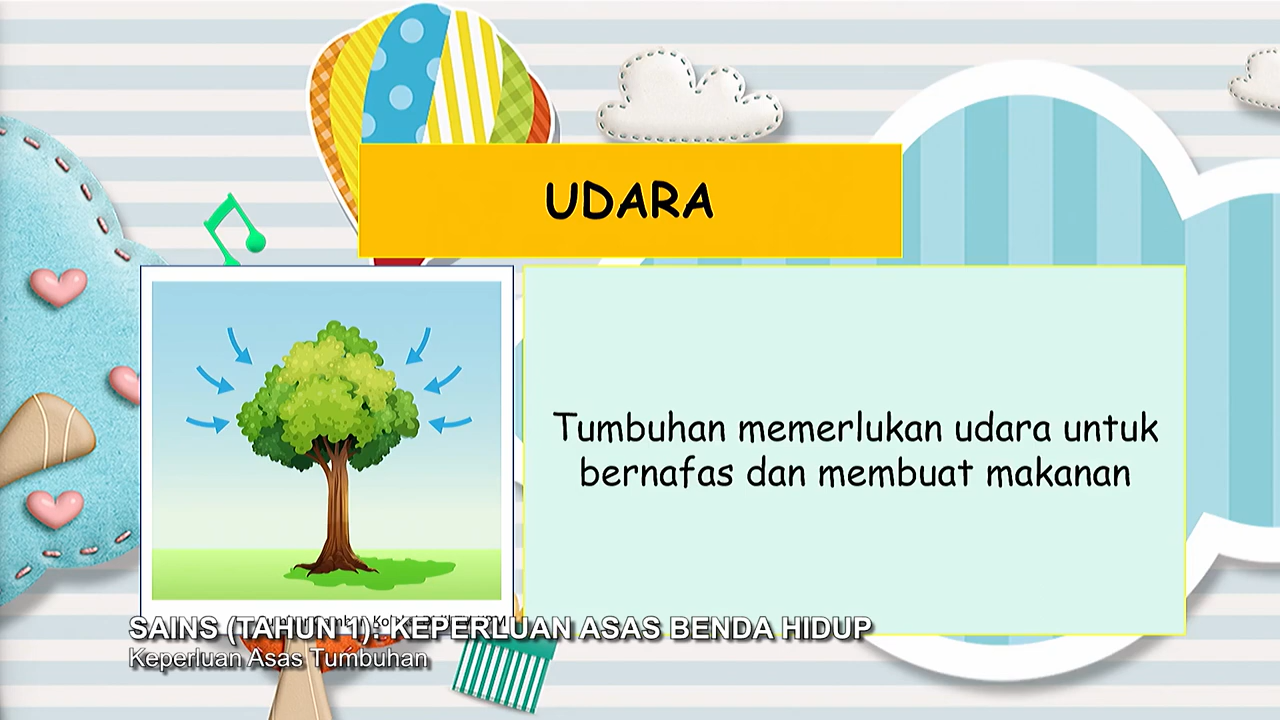 UDARA
Tumbuhan memerlukan udara untuk
bernafas dan membuat makanan
SAINS (TAHUN 1): KEPERLUAN ASAS BENDA HIDUP
Keperluan Asas Tumbuhan